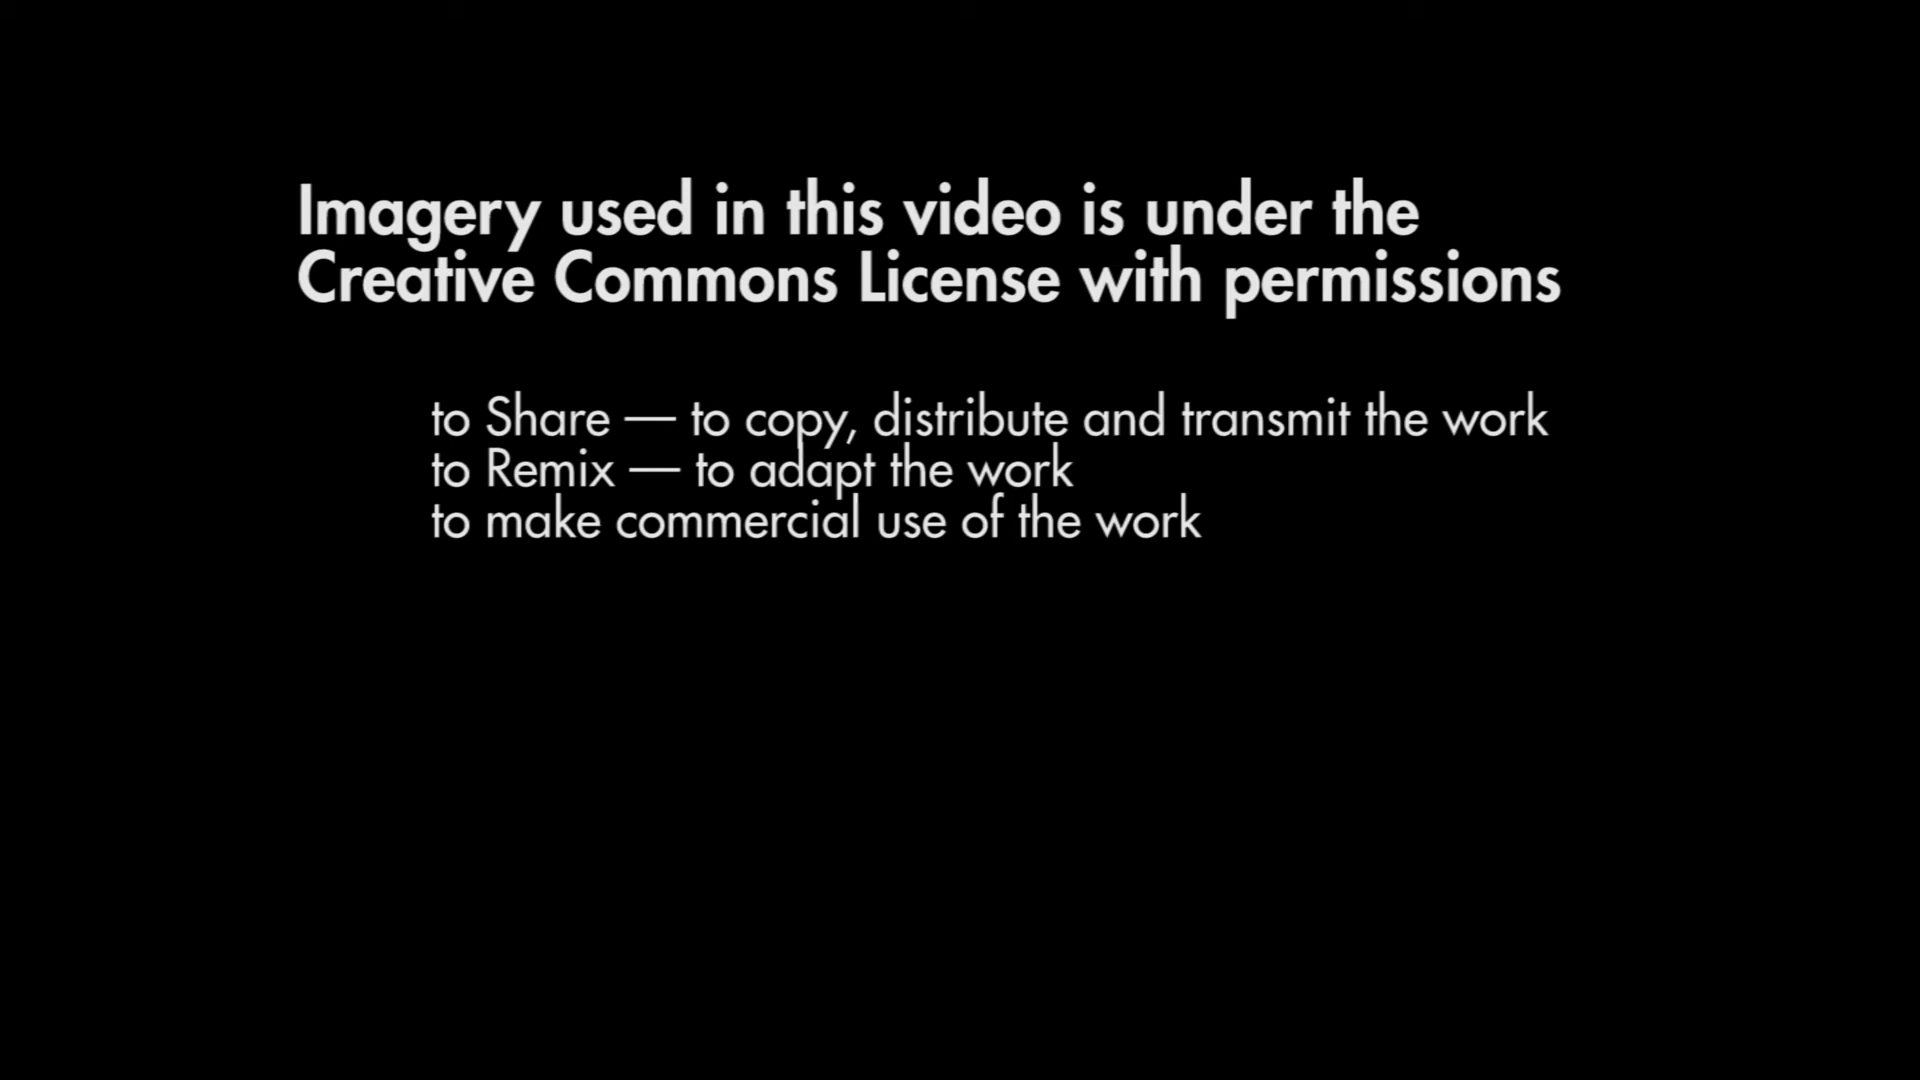 Imagery used in this video is under the
Creative Commons License with permissions
to Share — to copy, distribute and transmit the work
to Remix — to adapt the work
to make commercial use of the work